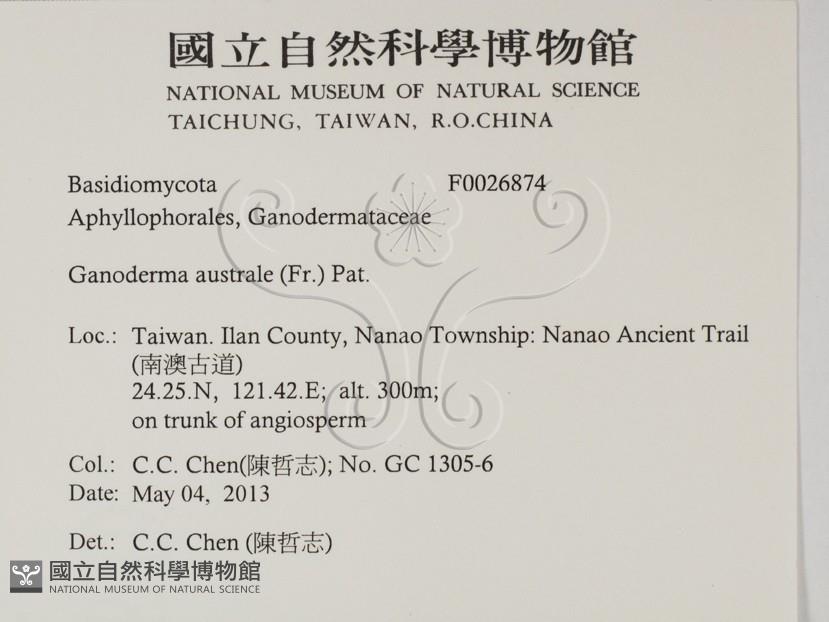 國立自然科學博物館
NATIONAL MUSEUM OF NATURAL SCIENCE
TAICHUNG, TAIWAN, R.O.CHINA
Basidiomycota F0026874
Aphyllophorales, Ganodermataceae
Ganoderma australe (Fr.) Pat.
Loc.: Taiwan. Ilan County, Nanao Township: Nanao Ancient Trail
(南澳古道)
24.25.N, 121.42.E; alt. 300m;
on trunk of angiosperm
Col.: C.C. Chen(陳哲志); No. GC 1305-6
Date: May 04, 2013
Det.: C.C. Chen (陳哲志)
國立自然科學博物館
NATIONAL MUSEUM OF NATURAL SCIENCE